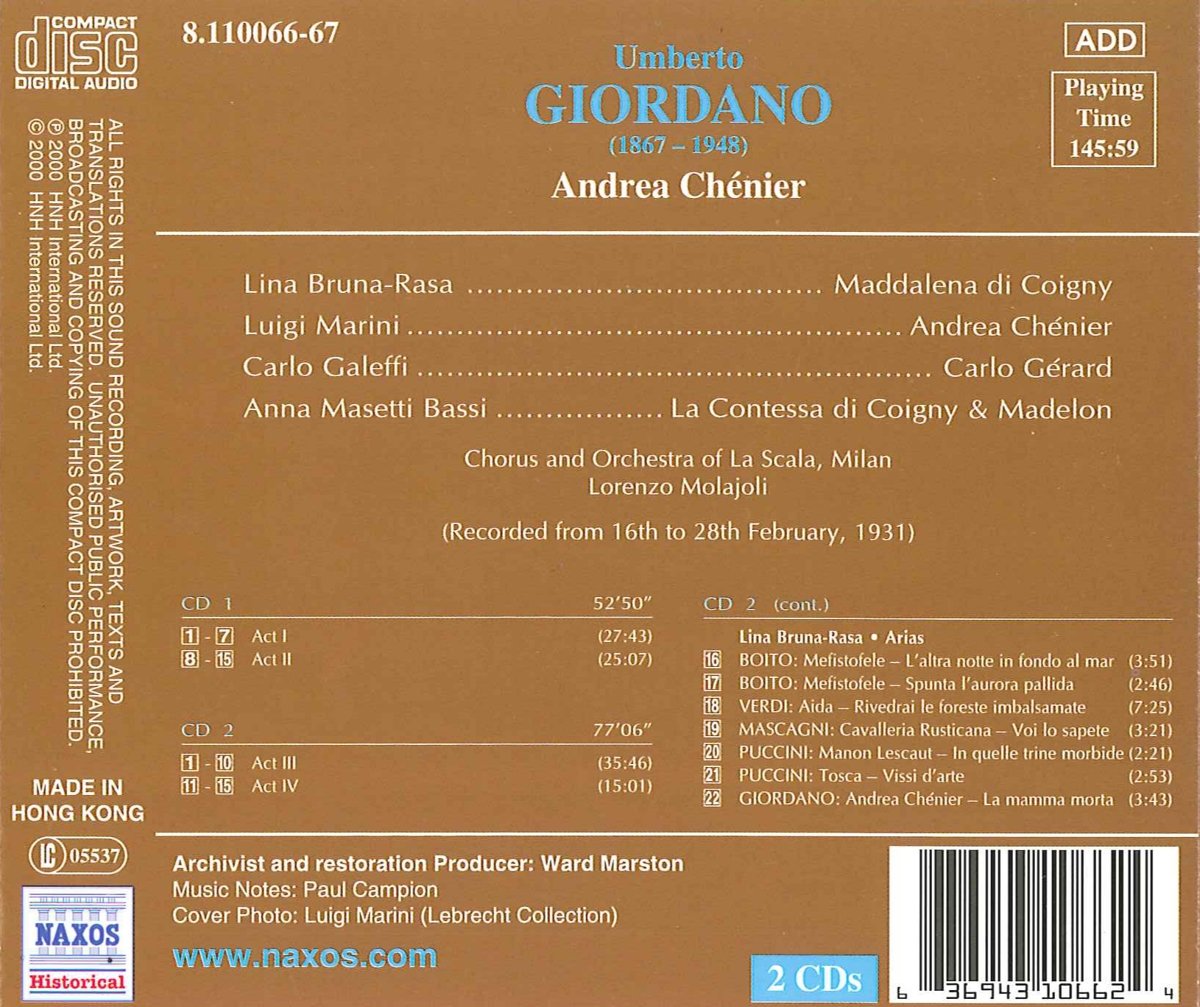 COMPACT
disc
DIGITAL AUDIO
8.110066-67
Umberto
GIORDANO
(1867 – 1948)
Andrea Chénier
ADD
Playing
Time
145:59
Lina Bruna-Rasa .................................... Maddalena di Coigny
Luigi Marini .................................................. Andrea Chénier
Carlo Galeffi .................................................... Carlo Gérard
Anna Masetti Bassi ................. La Contessa di Coigny & Madelon
Chorus and Orchestra of La Scala, Milan
Lorenzo Molajoli
(Recorded from 16th to 28th February, 1931)
CD 1 52'50"
1 - 7 Act I (27:43)
8 - 15 Act II (25:07)
CD 2 77'06"
1 - 10 Act III (35:46)
11 - 15 Act IV (15:01)
CD 2 (cont.)
Lina Bruna-Rasa • Arias
16 BOITO: Mefistofele – L'altra notte in fondo al mar (3:51)
17 BOITO: Mefistofele – Spunta l'aurora pallida (2:46)
18 VERDI: Aida – Rivedrai le foreste imbalsamate (7:25)
19 MASCAGNI: Cavalleria Rusticana – Voi lo sapete (3:21)
20 PUCCINI: Manon Lescaut – In quelle trine morbide (2:21)
21 PUCCINI: Tosca – Vissi d'arte (2:53)
22 GIORDANO: Andrea Chénier – La mamma morta (3:43)
ALL RIGHTS IN THIS SOUND RECORDING, ARTWORK, TEXTS AND
TRANSLATIONS RESERVED. UNAUTHORISED PUBLIC PERFORMANCE,
BROADCASTING AND COPYING OF THIS COMPACT DISC PROHIBITED.
℗ 2000 HNH International Ltd.
© 2000 HNH International Ltd.
MADE IN
HONG KONG
LC 05537
NAXOS
Historical
Archivist and restoration Producer: Ward Marston
Music Notes: Paul Campion
Cover Photo: Luigi Marini (Lebrecht Collection)
www.naxos.com
2 CDs
6 36943 10662 4